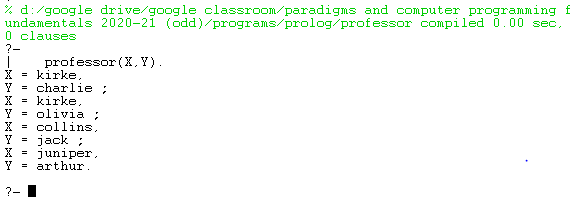 % d:/google drive/google classroom/paradigms and computer programming f
undamentals 2020-21 (odd)/programs/prolog/professor compiled 0.00 sec,
0 clauses
?-
|    professor(X,Y).
X = kirke,
Y = charlie ;
X = kirke,
Y = olivia ;
X = collins,
Y = jack ;
X = juniper,
Y = arthur.
?-